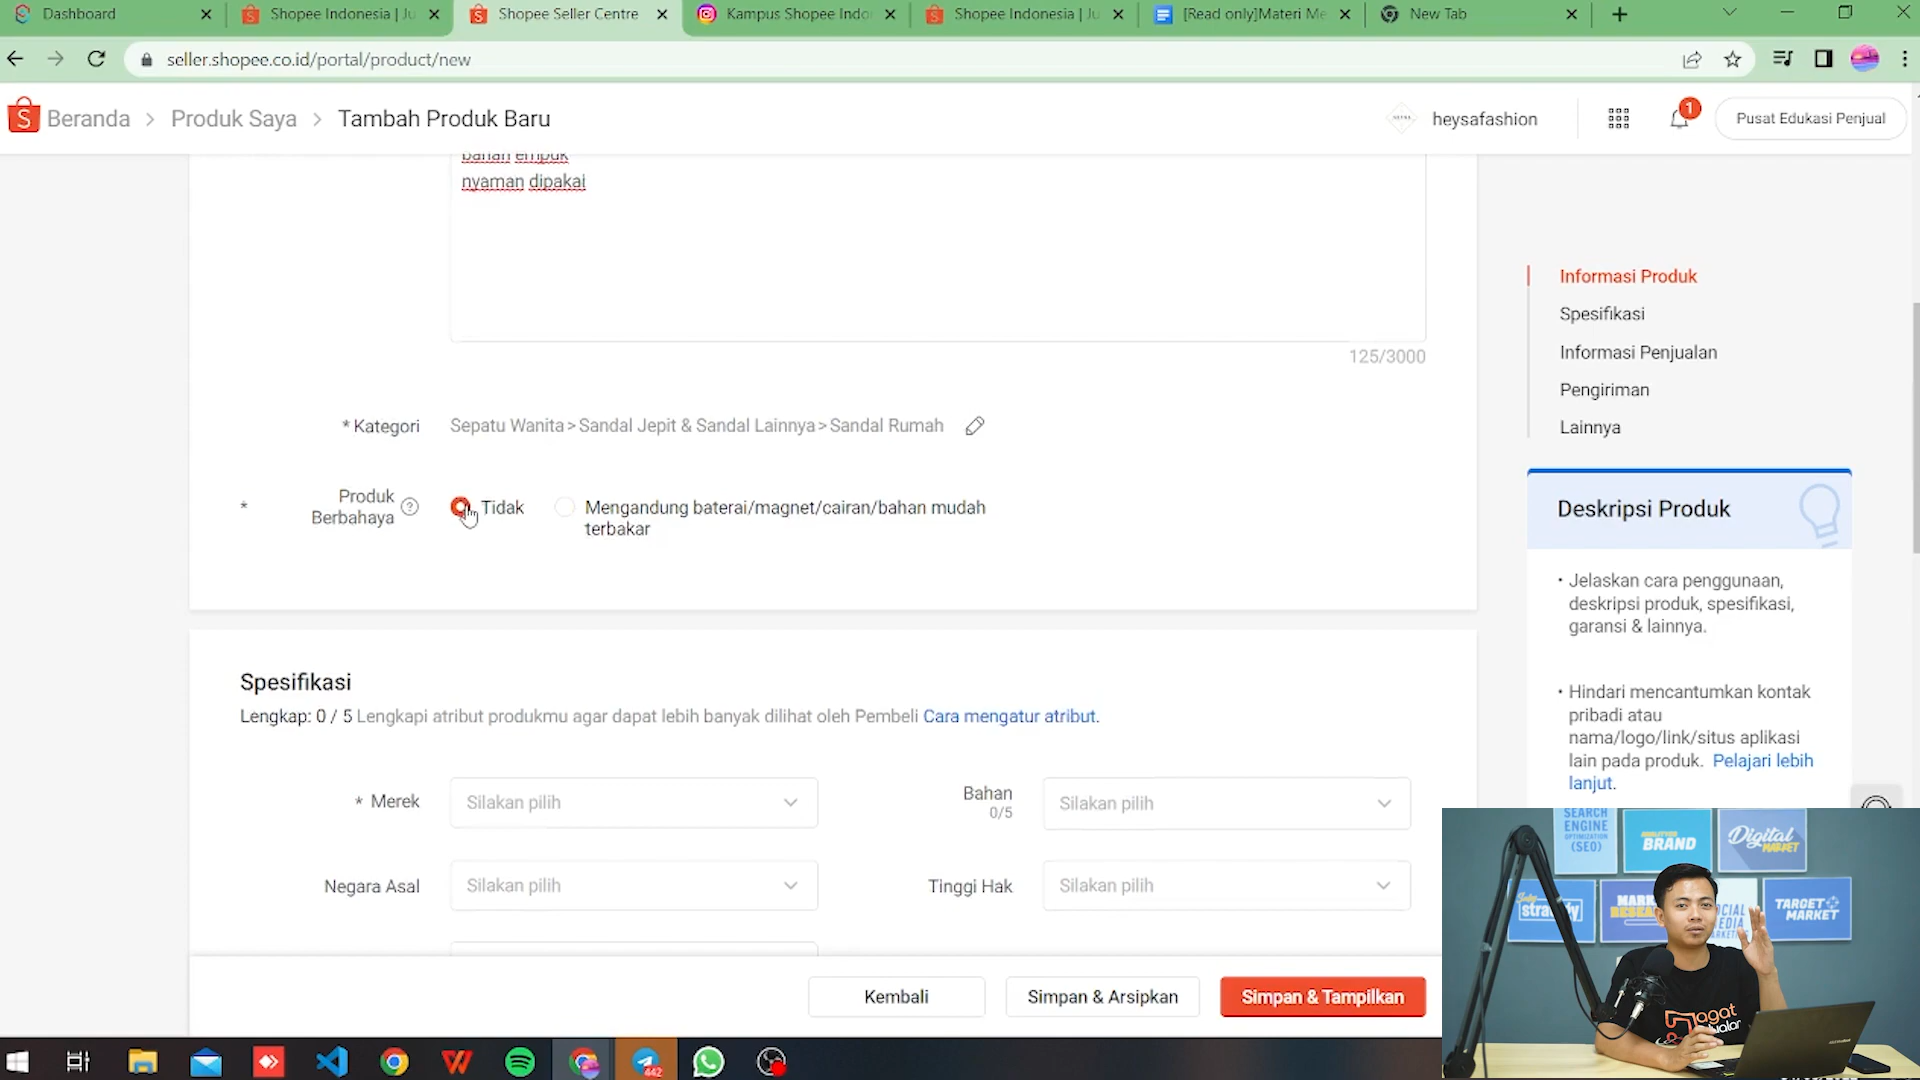 Dashboard
Shopee Indonesia | Ju
Shopee Seller Centre
Kampus Shopee Indo
Shopee Indonesia | Ju
[Read only]Materi Me
New Tab
seller.shopee.co.id/portal/product/new
Beranda > Produk Saya > Tambah Produk Baru
heysafashion
1
Pusat Edukasi Penjual
bahan empuk
nyaman dipakai
125/3000
* Kategori
Sepatu Wanita > Sandal Jepit & Sandal Lainnya > Sandal Rumah
* Produk
Berbahaya
Tidak
Mengandung baterai/magnet/cairan/bahan mudah
terbakar
Informasi Produk
Spesifikasi
Informasi Penjualan
Pengiriman
Lainnya
Deskripsi Produk
• Jelaskan cara penggunaan,
deskripsi produk, spesifikasi,
garansi & lainnya.
• Hindari mencantumkan kontak
pribadi atau
nama/logo/link/situs aplikasi
lain pada produk. Pelajari lebih
lanjut.
Spesifikasi
Lengkap: 0 / 5 Lengkapi atribut produkmu agar dapat lebih banyak dilihat oleh Pembeli Cara mengatur atribut.
* Merek
Silakan pilih
Bahan
0/5
Silakan pilih
Negara Asal
Silakan pilih
Tinggi Hak
Silakan pilih
Kembali
Simpan & Arsipkan
Simpan & Tampilkan
442
SEARCH
ENGINE
OPTIMIZATION
(SEO)
BRAND
Digital
MARKET
TARGET
MARKET